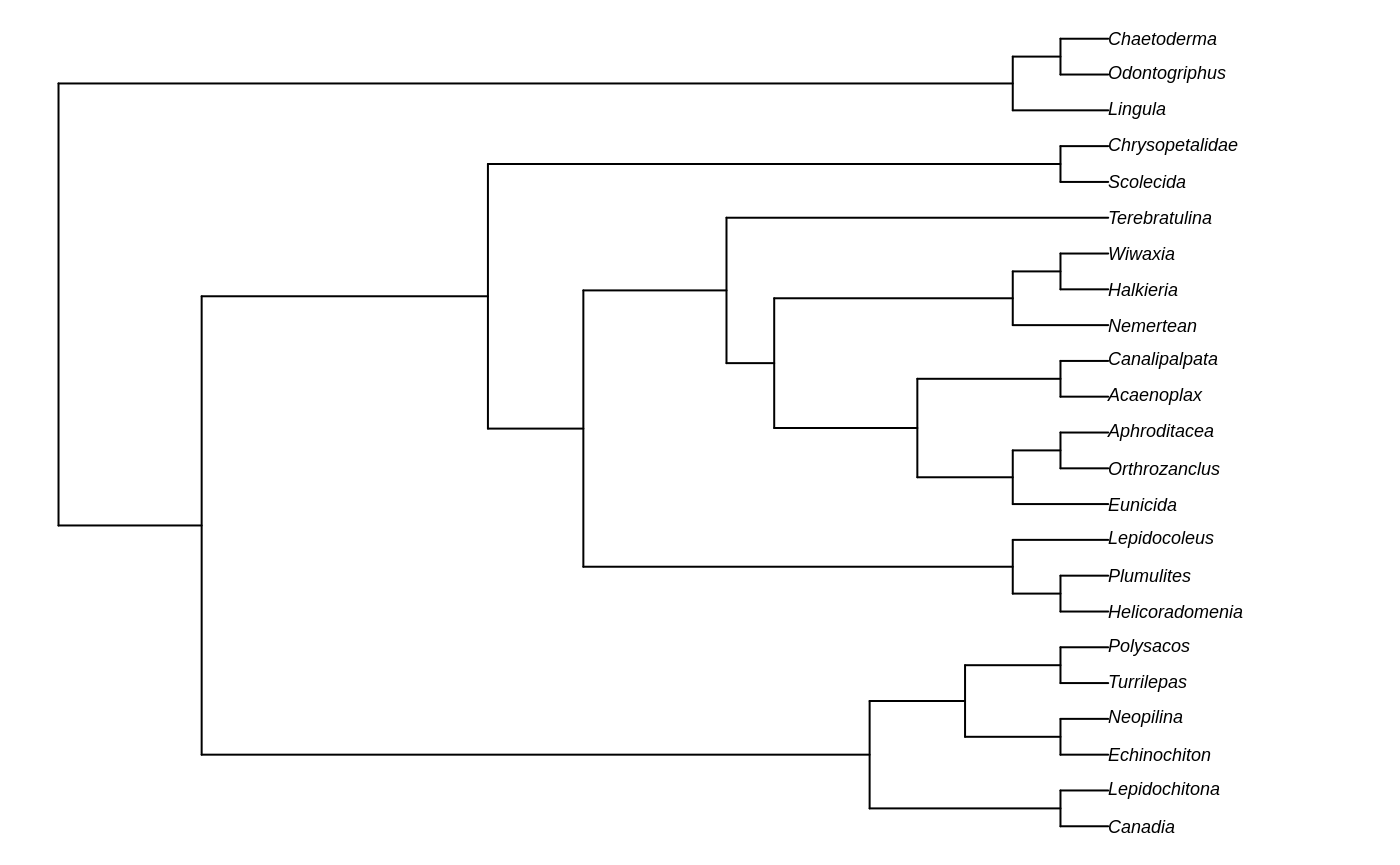 Chaetoderma
Odontogriphus
Lingula
Chrysopetalidae
Scolecida
Terebratulina
Wiwaxia
Halkieria
Nemertean
Canalipalpata
Acaenoplax
Aphroditacea
Orthrozanclus
Eunicida
Lepidocoleus
Plumulites
Helicoradomenia
Polysacos
Turrilepas
Neopilina
Echinochiton
Lepidochitona
Canadia